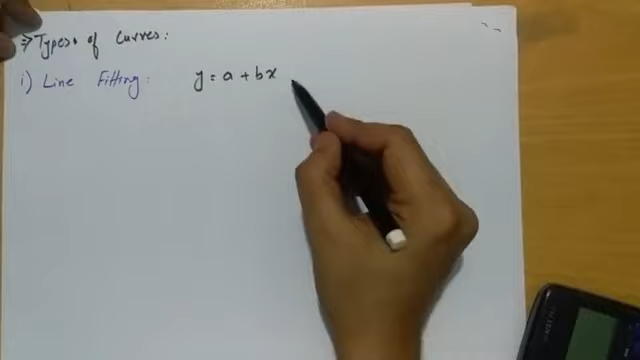 ⇒ Types of Curves:
i) Line Fitting: y = a + bx